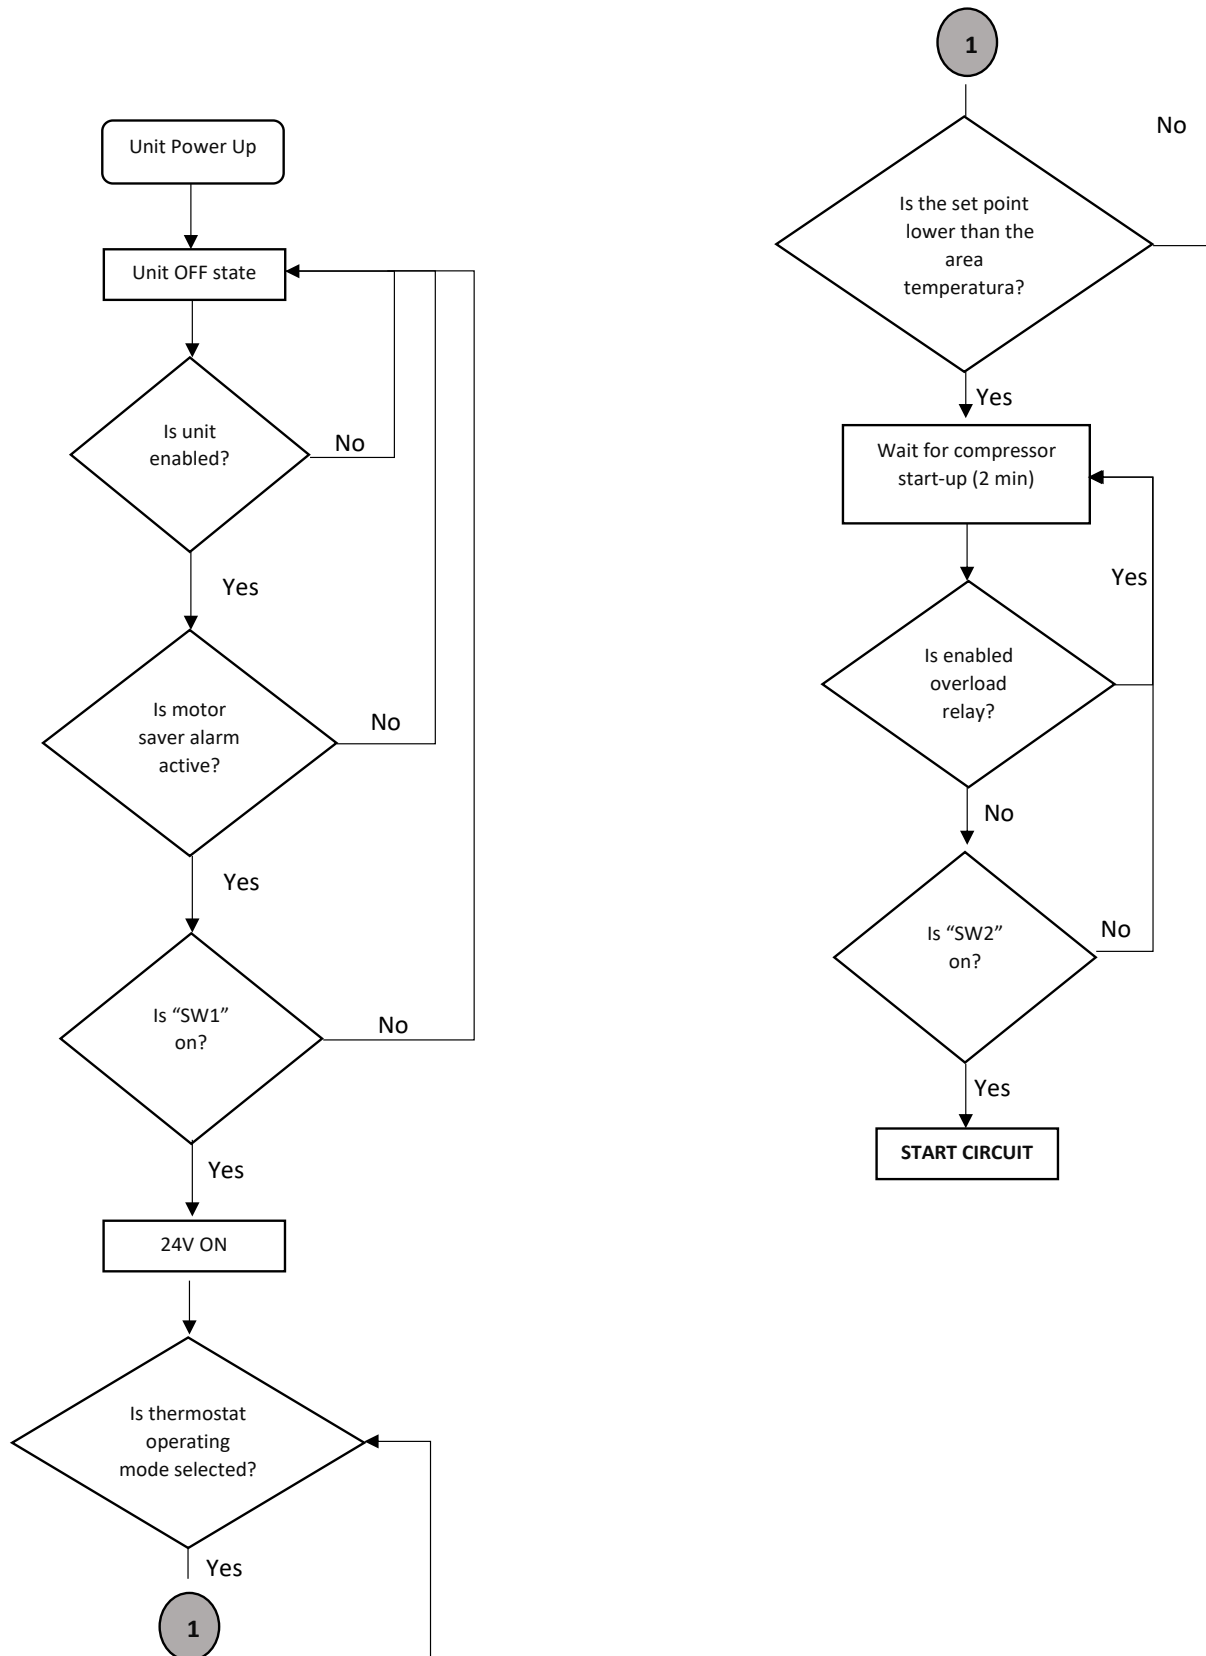 Unit Power Up
Unit OFF state
Is unit
enabled?
No
Yes
Is motor
saver alarm
active?
No
Yes
Is “SW1”
on?
No
Yes
24V ON
Is thermostat
operating
mode selected?
Yes
1
1
No
Is the set point
lower than the
area
temperatura?
Yes
Wait for compressor
start-up (2 min)
Yes
Is enabled
overload
relay?
No
Is “SW2”
on?
No
Yes
START CIRCUIT